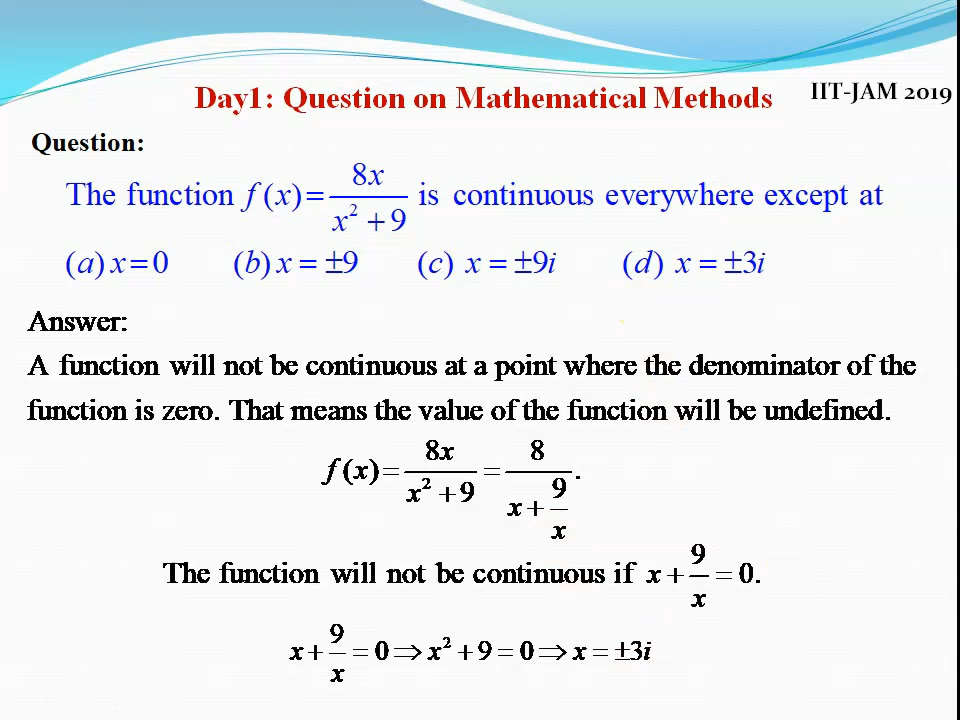 Day1: Question on Mathematical Methods
IIT-JAM 2019
Question:
The function f(x) = 8x / (x² + 9) is continuous everywhere except at
(a) x = 0 (b) x = ±9 (c) x = ±9i (d) x = ±3i
Answer:
A function will not be continuous at a point where the denominator of the
function is zero. That means the value of the function will be undefined.
f(x) = 8x / (x² + 9) = 8 / (x + 9/x).
The function will not be continuous if x + 9/x = 0.
x + 9/x = 0 ⇒ x² + 9 = 0 ⇒ x = ±3i